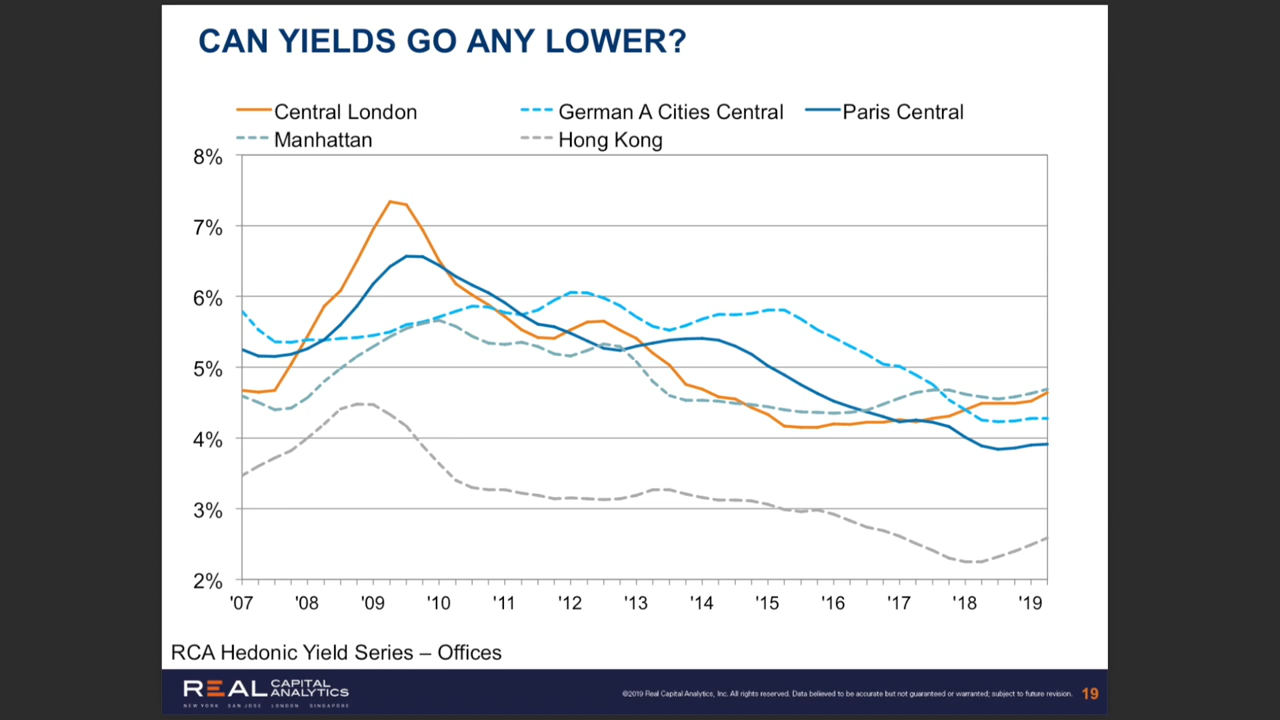 CAN YIELDS GO ANY LOWER?
Central London
German A Cities Central
Paris Central
Manhattan
Hong Kong
8%
7%
6%
5%
4%
3%
2%
'07 '08 '09 '10 '11 '12 '13 '14 '15 '16 '17 '18 '19
RCA Hedonic Yield Series – Offices
REAL CAPITAL ANALYTICS
NEW YORK SAN JOSE LONDON SINGAPORE
©2019 Real Capital Analytics, Inc. All rights reserved. Data believed to be accurate but not guaranteed or warranted; subject to future revision.
19